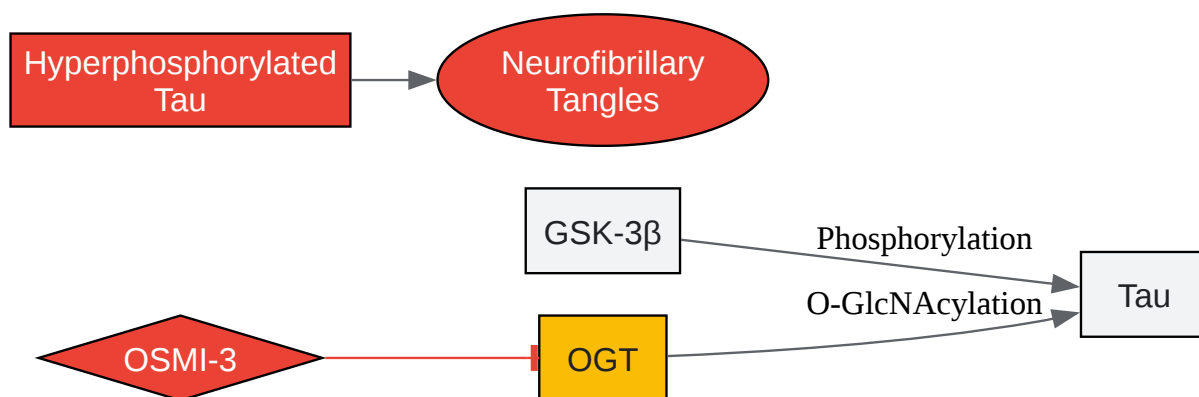 Hyperphosphorylated
Tau
Neurofibrillary
Tangles
GSK-3β
Phosphorylation
O-GlcNAcylation
Tau
OSMI-3
OGT